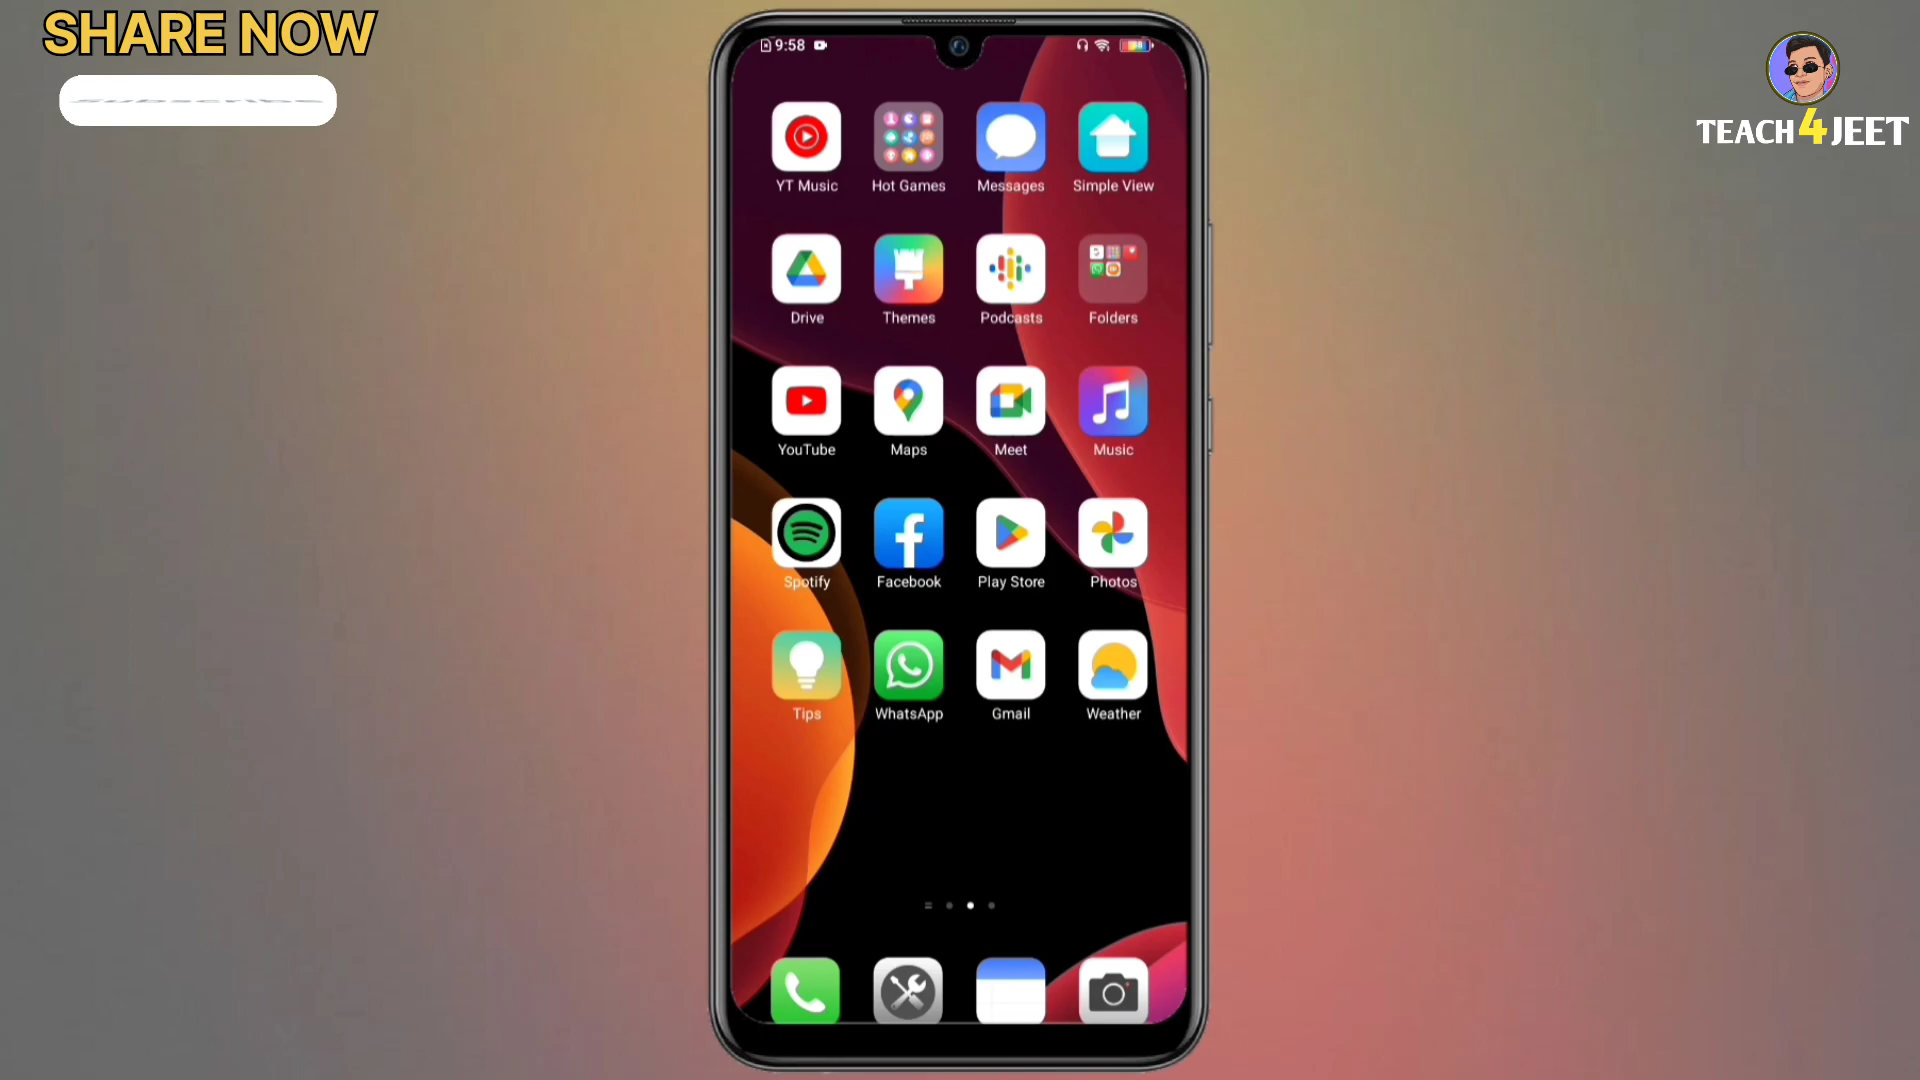 SHARE NOW
Subscribe
TEACH4JEET
9:58
YT Music
Hot Games
Messages
Simple View
Drive
Themes
Podcasts
Folders
YouTube
Maps
Meet
Music
Spotify
Facebook
Play Store
Photos
Tips
WhatsApp
Gmail
Weather